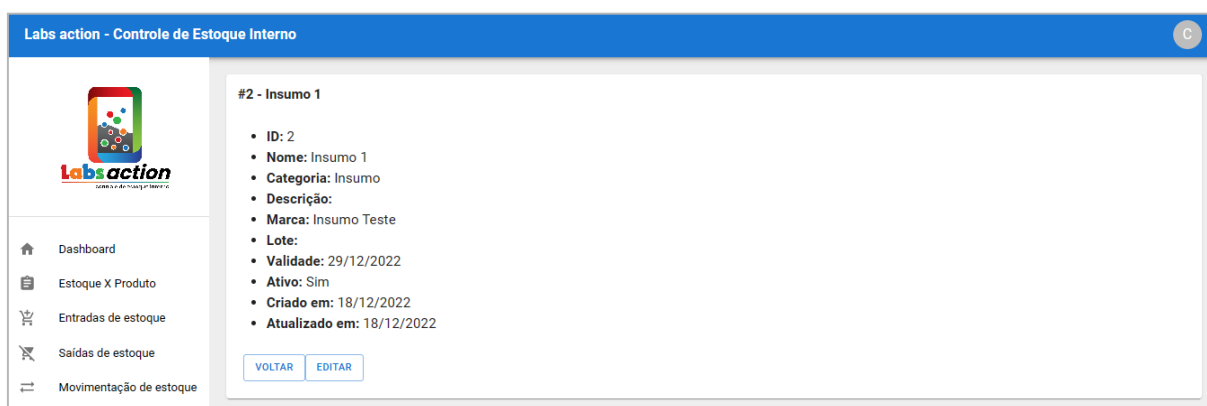 Labs action - Controle de Estoque Interno
C
Labsaction
#2 - Insumo 1
ID: 2
Nome: Insumo 1
Categoria: Insumo
Descrição:
Marca: Insumo Teste
Lote:
Validade: 29/12/2022
Ativo: Sim
Criado em: 18/12/2022
Atualizado em: 18/12/2022
VOLTAR EDITAR
Dashboard
Estoque X Produto
Entradas de estoque
Saídas de estoque
Movimentação de estoque